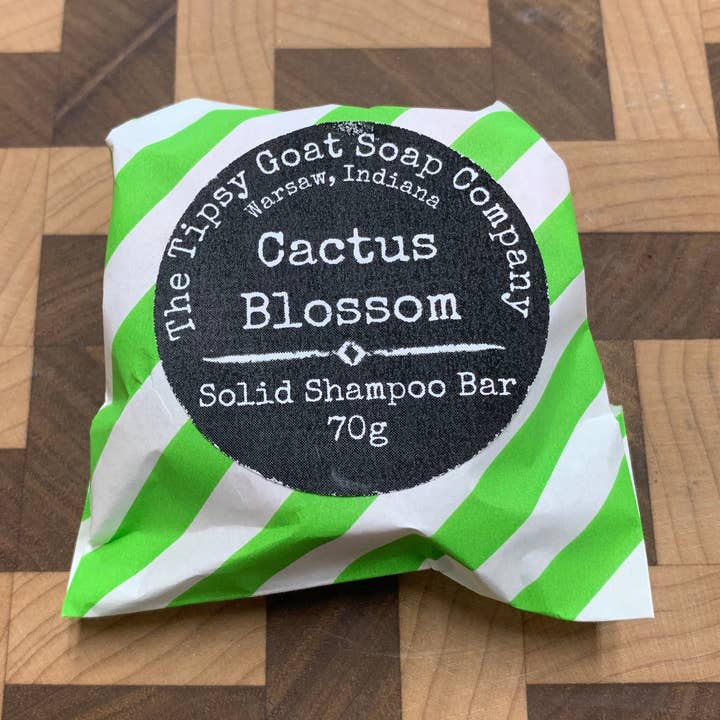 The Tipsy Goat Soap Company
Warsaw, Indiana
Cactus
Blossom
Solid Shampoo Bar
70g